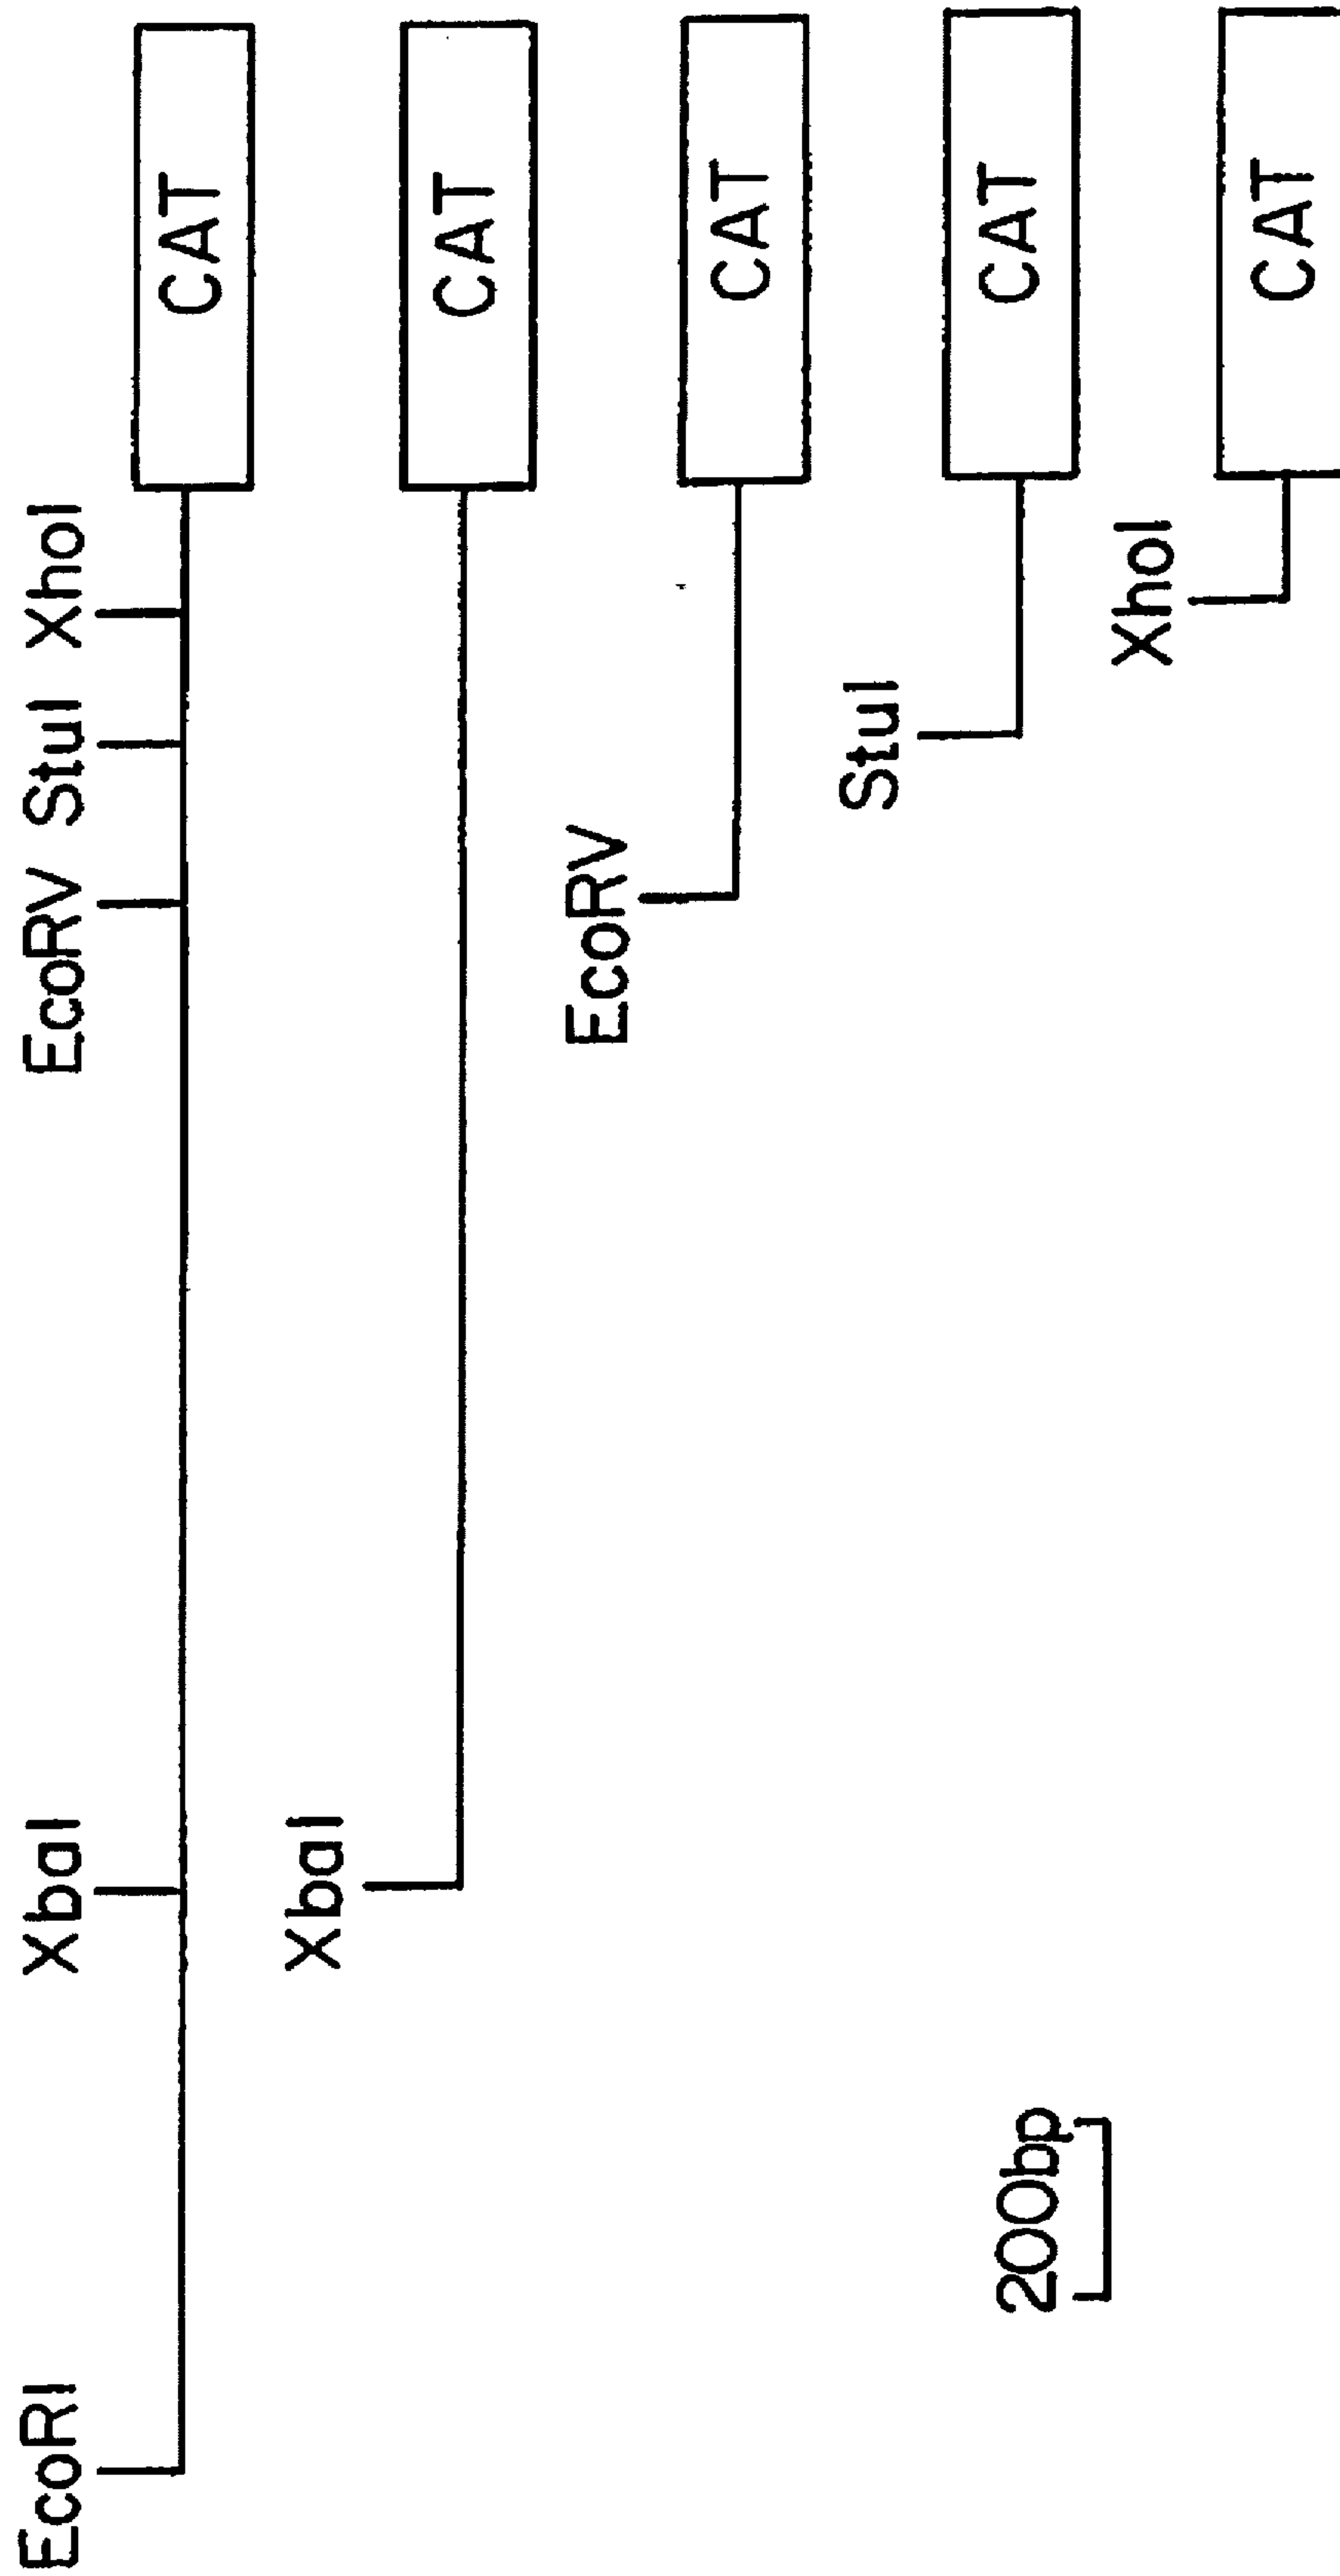 EcoRI XbaI EcoRV StuI XhoI
CAT
XbaI
CAT
EcoRV
CAT
StuI
CAT
XhoI
CAT
200bp